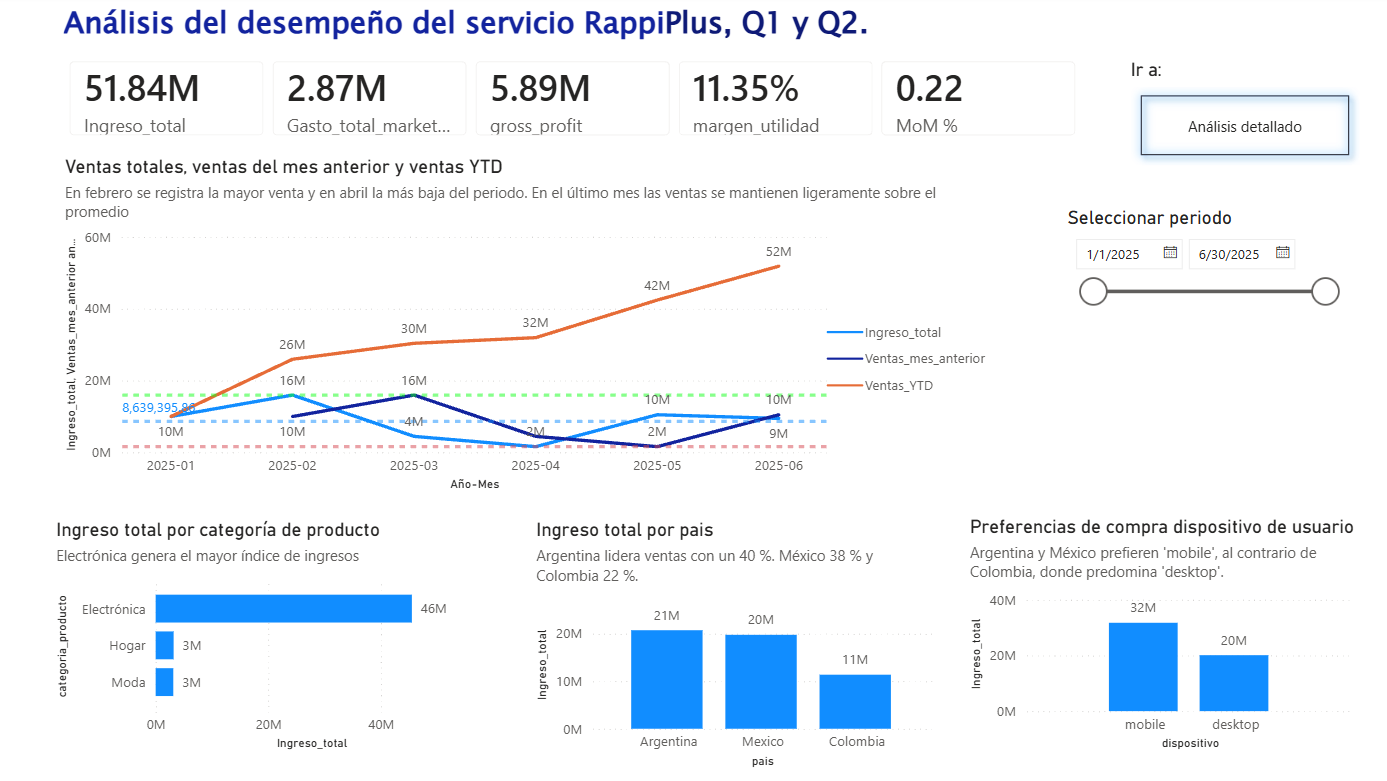 Análisis del desempeño del servicio RappiPlus, Q1 y Q2.
51.84M
Ingreso_total
2.87M
Gasto_total_market...
5.89M
gross_profit
11.35%
margen_utilidad
0.22
MoM %
Ir a:
Análisis detallado
Ventas totales, ventas del mes anterior y ventas YTD
En febrero se registra la mayor venta y en abril la más baja del periodo. En el último mes las ventas se mantienen ligeramente sobre el
promedio
Seleccionar periodo
1/1/2025
6/30/2025
Ingreso_total, Ventas_mes_anterior an...
60M
40M
20M
0M
52M
42M
32M
30M
26M
16M
16M
10M
10M
8,639,395.86
10M
10M
4M
2M
2M
9M
2025-01
2025-02
2025-03
2025-04
2025-05
2025-06
Año-Mes
Ingreso_total
Ventas_mes_anterior
Ventas_YTD
Ingreso total por categoría de producto
Electrónica genera el mayor índice de ingresos
categoria_producto
Electrónica
46M
Hogar
3M
Moda
3M
0M
20M
40M
Ingreso_total
Ingreso total por pais
Argentina lidera ventas con un 40 %. México 38 % y
Colombia 22 %.
Ingreso_total
20M
10M
0M
21M
20M
11M
Argentina
Mexico
Colombia
pais
Preferencias de compra dispositivo de usuario
Argentina y México prefieren 'mobile', al contrario de
Colombia, donde predomina 'desktop'.
Ingreso_total
40M
20M
0M
32M
20M
mobile
desktop
dispositivo